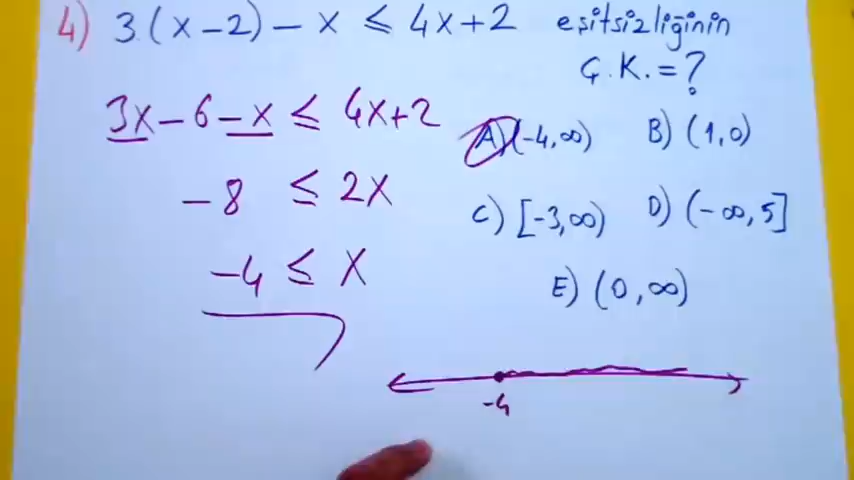 4) 3.(x-2) - x ≤ 4x+2 eşitsizliğinin
Ç.K.=?
3x-6-x ≤ 4x+2
-8 ≤ 2x
-4 ≤ x
A) (-4,∞) B) (1,0)
C) [-3,∞) D) (-∞,5]
E) (0,∞)
-4